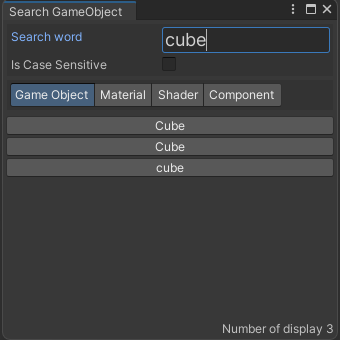 Search GameObject
Search word cube
Is Case Sensitive
Game Object Material Shader Component
Cube
Cube
cube
Number of display 3